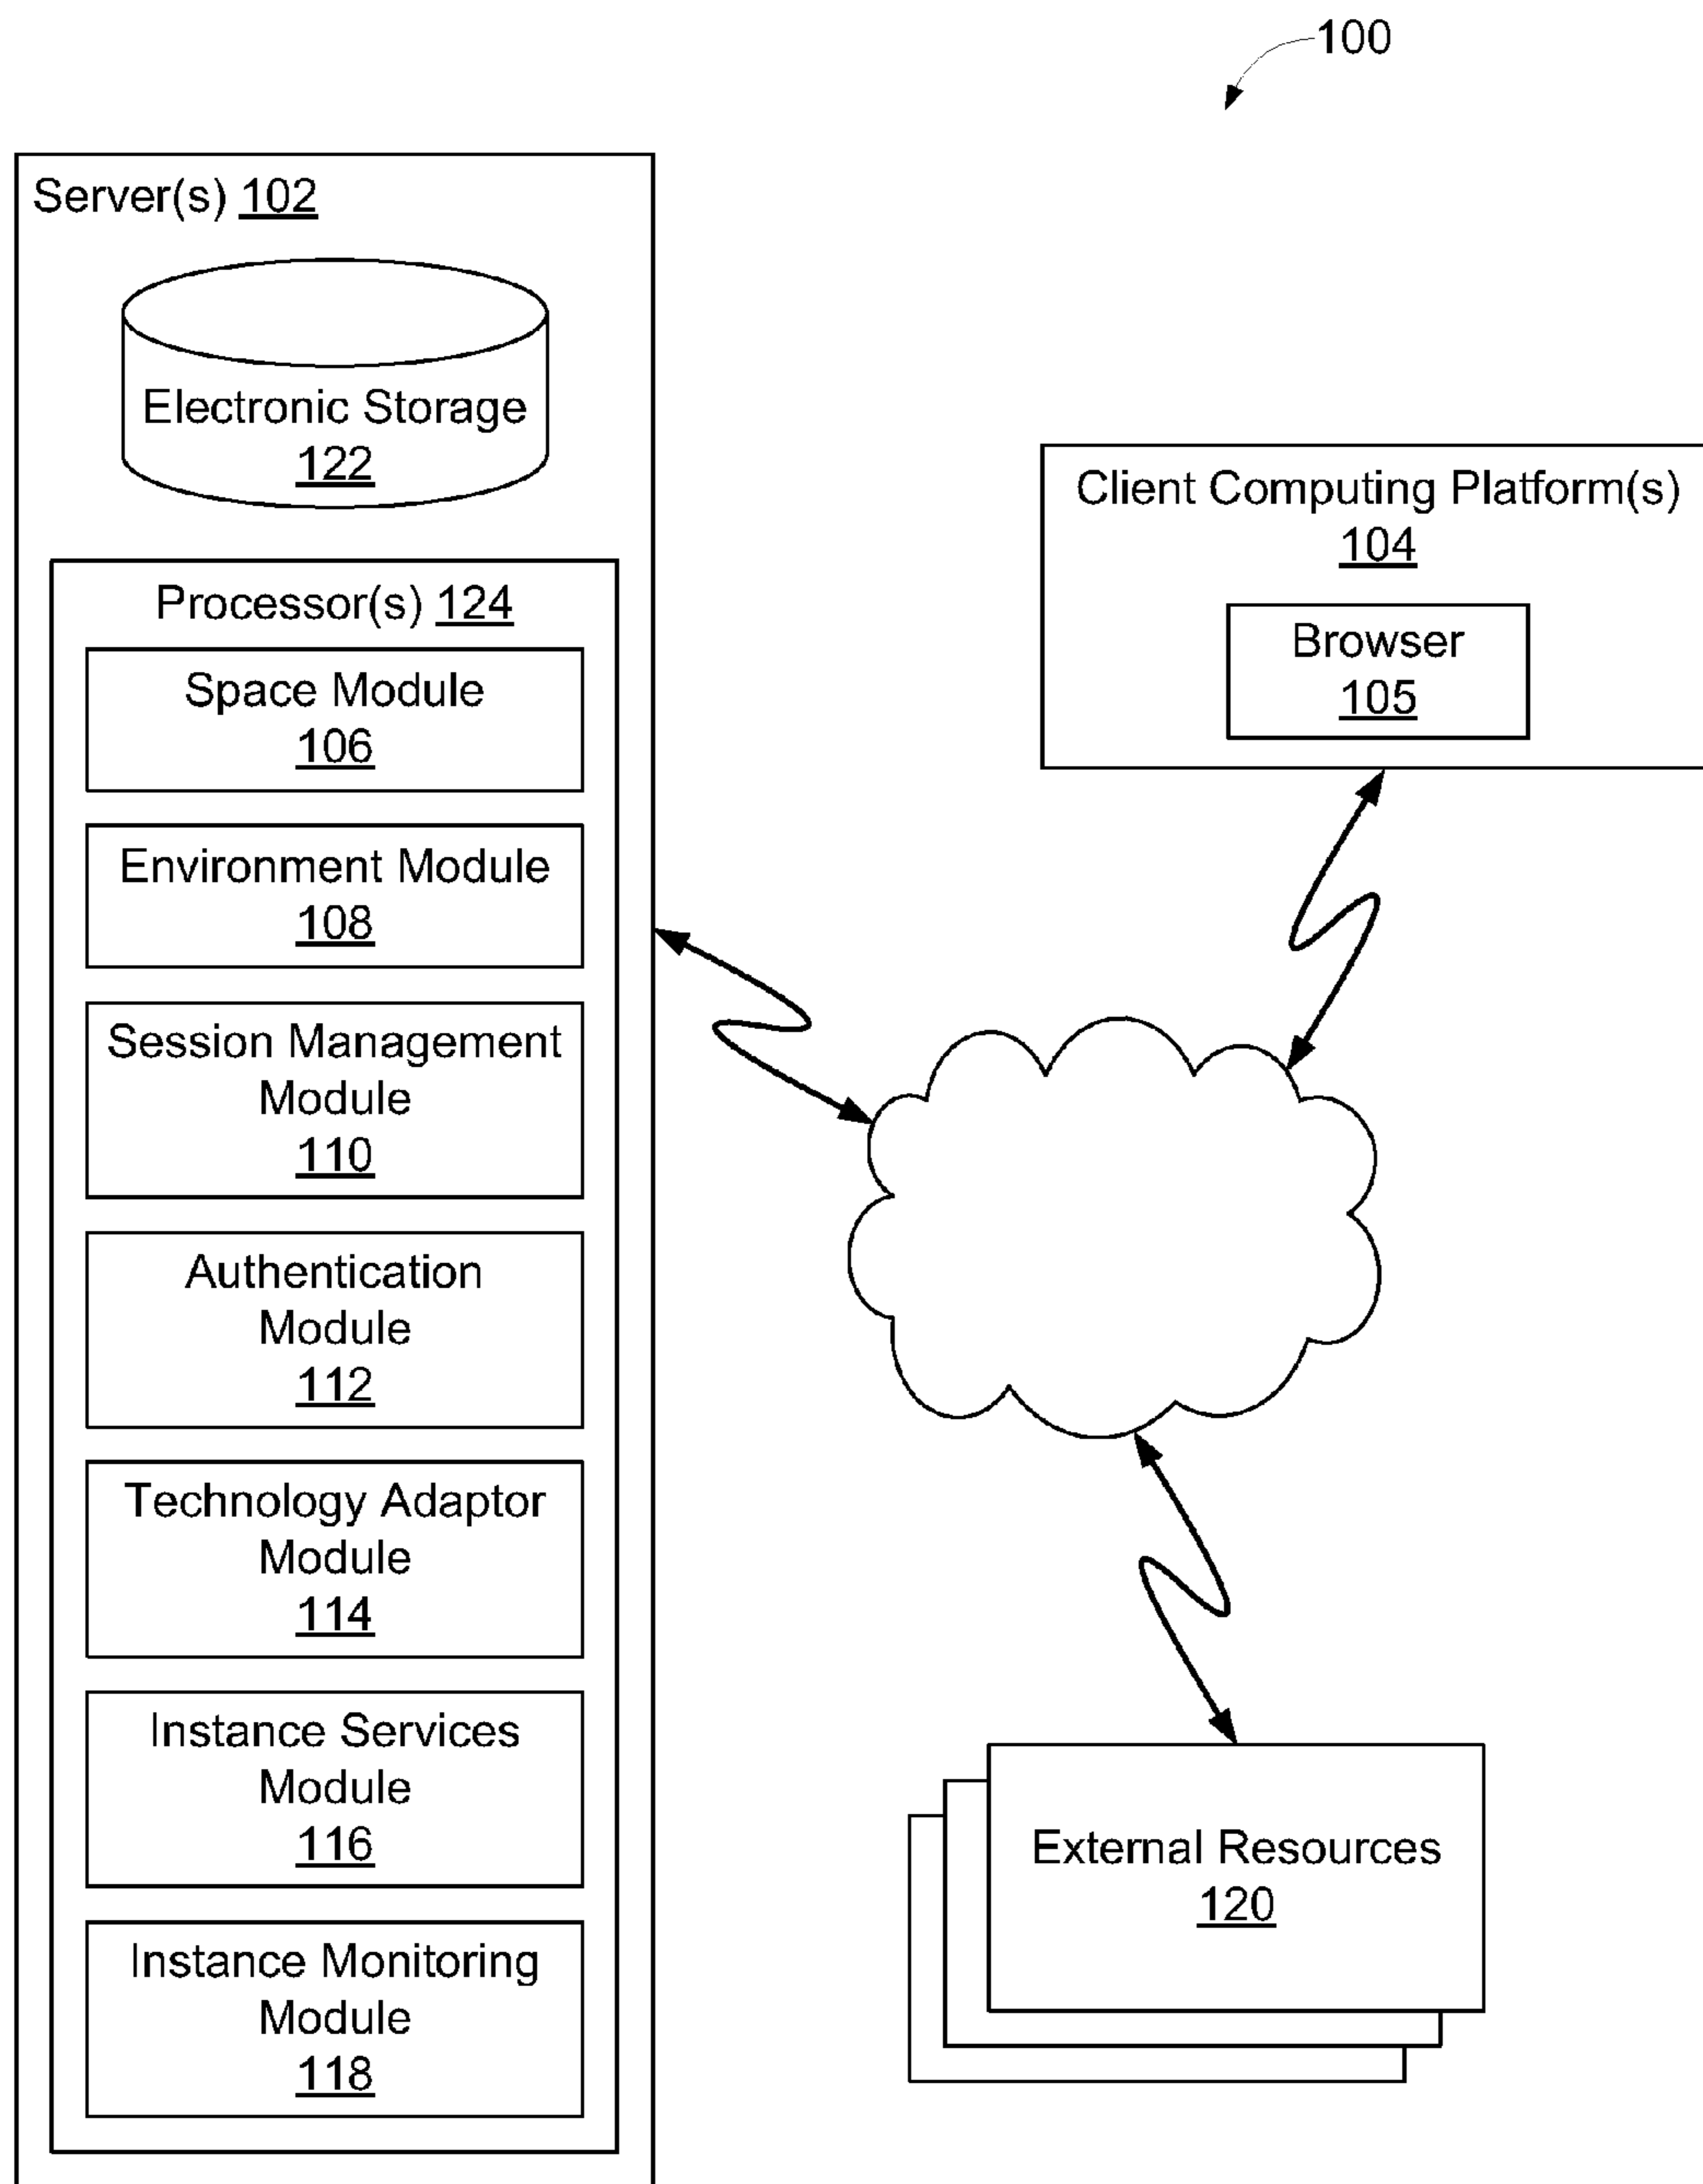 100
Server(s) 102
Electronic Storage
122
Processor(s) 124
Space Module
106
Environment Module
108
Session Management
Module
110
Authentication
Module
112
Technology Adaptor
Module
114
Instance Services
Module
116
Instance Monitoring
Module
118
Client Computing Platform(s)
104
Browser
105
External Resources
120